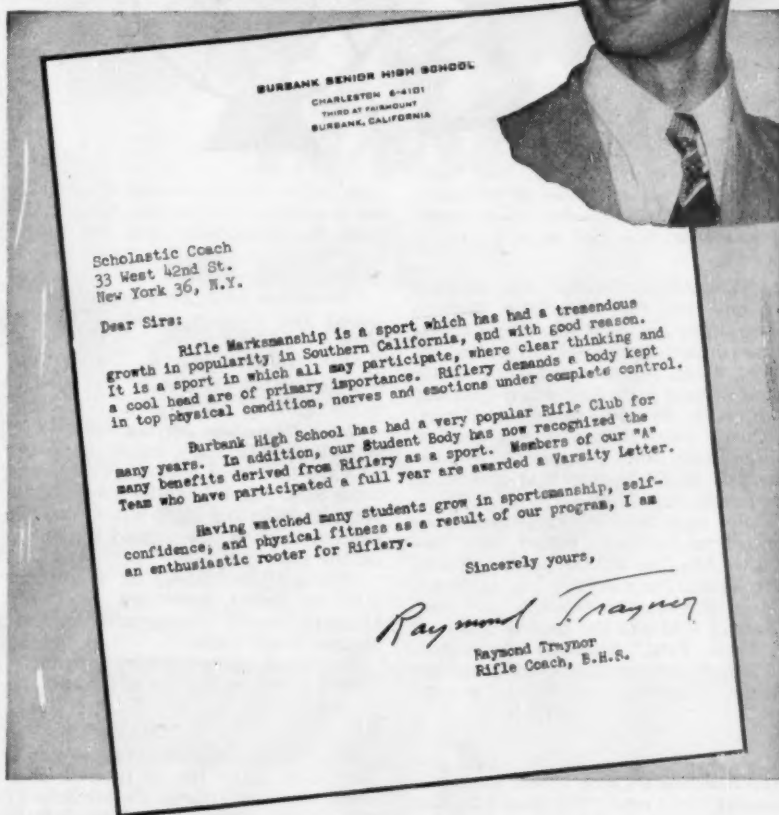 BURBANK SENIOR HIGH SCHOOL
CHARLESTON 6-4101
THIRD AT FAIRMOUNT
BURBANK, CALIFORNIA
Scholastic Coach
33 West 42nd St.
New York 36, N.Y.
Dear Sirs:
Rifle Marksmanship is a sport which has had a tremendous
growth in popularity in Southern California, and with good reason.
It is a sport in which all may participate, where clear thinking and
a cool head are of primary importance. Riflery demands a body kept
in top physical condition, nerves and emotions under complete control.
Burbank High School has had a very popular Rifle Club for
many years. In addition, our Student Body has now recognized the
many benefits derived from Riflery as a sport. Members of our "A"
Team who have participated a full year are awarded a Varsity Letter.
Having watched many students grow in sportsmanship, self-
confidence, and physical fitness as a result of our program, I am
an enthusiastic rooter for Riflery.
Sincerely yours,
Raymond Traynor
Raymond Traynor
Rifle Coach, B.H.S.